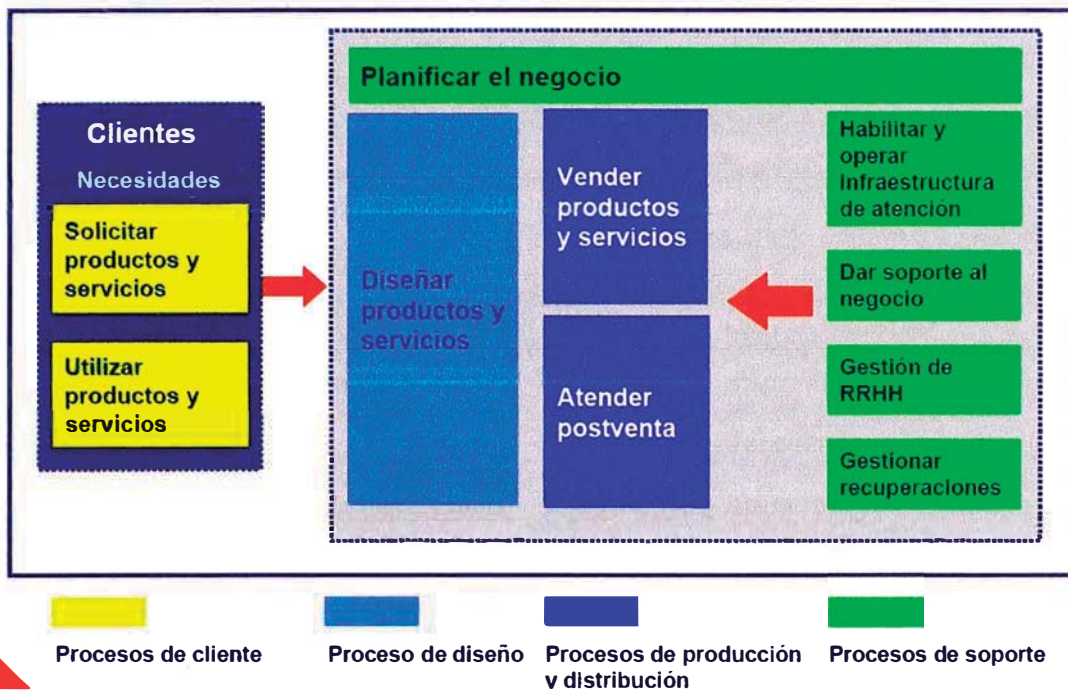 Planificar el negocio
Clientes
Necesidades
Solicitar
productos y
servicios
Utilizar
productos y
servicios
Diseñar
productos y
servicios
Vender
productos
y servicios
Atender
postventa
Habilitar y
operar
Infraestructura
de atención
Dar soporte al
negocio
Gestión de
RRHH
Gestionar
recuperaciones
Procesos de cliente
Proceso de diseño
Procesos de producción
y distribución
Procesos de soporte